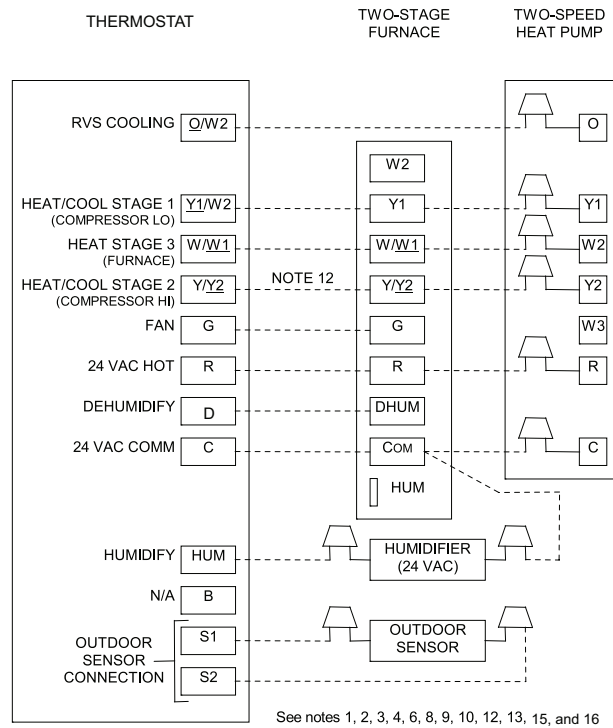 THERMOSTAT
TWO-STAGE
FURNACE
TWO-SPEED
HEAT PUMP
RVS COOLING O/W2 O
W2
HEAT/COOL STAGE 1 Y1/W2 Y1 Y1
(COMPRESSOR LO)
HEAT STAGE 3 W/W1 W/W1 W2
(FURNACE)
HEAT/COOL STAGE 2 Y/Y2 NOTE 12 Y/Y2 Y2
(COMPRESSOR HI)
FAN G G W3
24 VAC HOT R R R
DEHUMIDIFY D DHUM
24 VAC COMM C COM C
HUM
HUMIDIFY HUM HUMIDIFIER
(24 VAC)
N/A B
OUTDOOR
SENSOR
CONNECTION
S1
S2
OUTDOOR
SENSOR
See notes 1, 2, 3, 4, 6, 8, 9, 10, 12, 13, 15, and 16